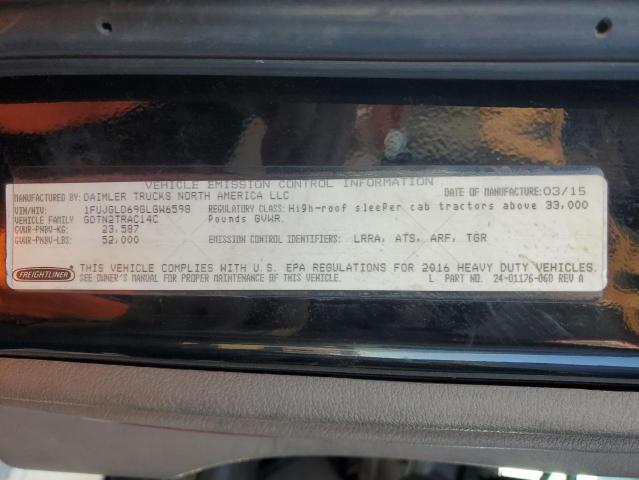 VEHICLE EMISSION CONTROL INFORMATION
MANUFACTURED BY: DAIMLER TRUCKS NORTH AMERICA LLC DATE OF MANUFACTURE: 03/15
VIN/NIV: 1FUJGLD69GLGW6598 REGULATORY CLASS: High-roof sleeper cab tractors above 33,000
VEHICLE FAMILY GDTN2TRAC14C Pounds GVWR.
GVWR-PNBV-KG: 23,587
GVWR-PNBV-LBS: 52,000 EMISSION CONTROL IDENTIFIERS: LRRA, ATS, ARF, TGR
FREIGHTLINER THIS VEHICLE COMPLIES WITH U.S. EPA REGULATIONS FOR 2016 HEAVY DUTY VEHICLES.
SEE OWNER'S MANUAL FOR PROPER MAINTENANCE OF THIS VEHICLE. L PART NO. 24-01176-060 REV A